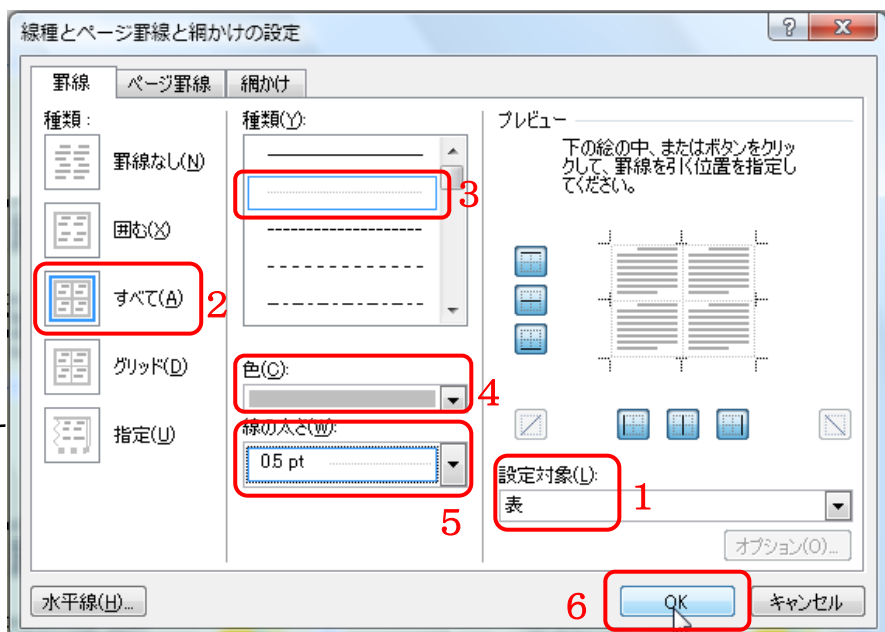 線種とページ罫線と網かけの設定
罫線 ページ罫線 網かけ
種類:
罫線なし(N)
囲む(X)
すべて(A)
2
グリッド(D)
指定(U)
種類(Y):
3
色(C):
4
線の太さ(W):
0.5 pt
5
プレビュー
下の絵の中、またはボタンをクリッ
クして、罫線を引く位置を指定し
てください。
設定対象(L):
表
1
オプション(O)...
水平線(H)...
6
OK
キャンセル